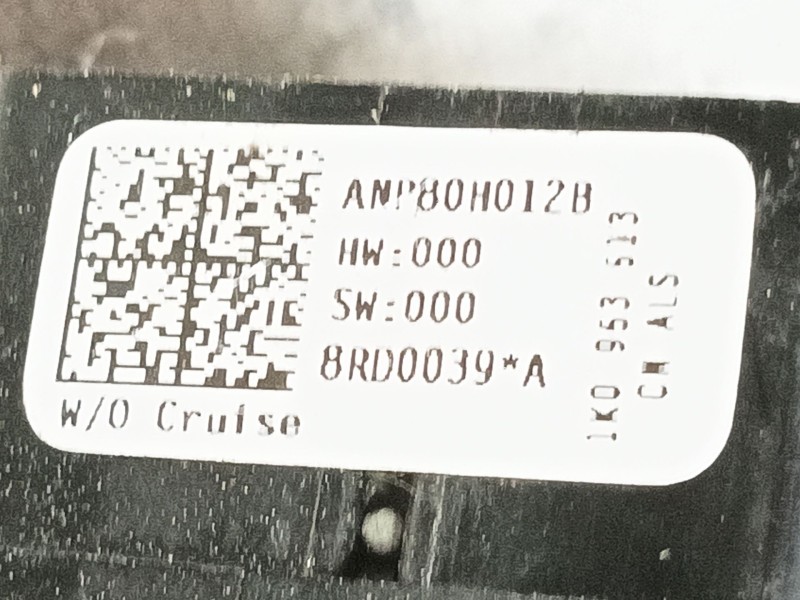 ANP80H012B
HW:000
SW:000
8RD0039*A
W/O Cruise
1K0 953 513
CH ALS